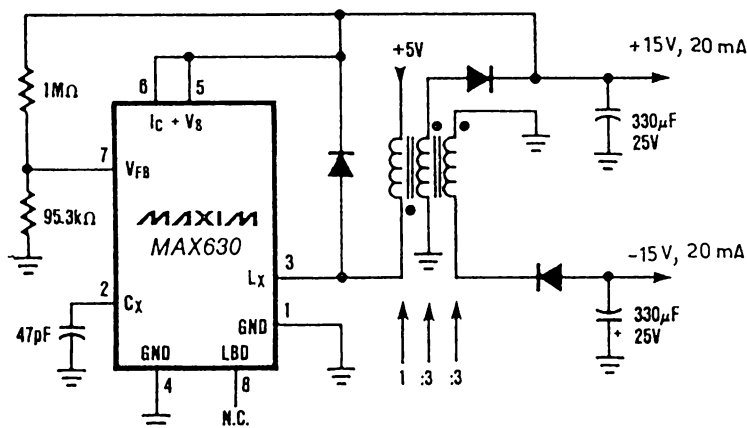 +5V
+15V, 20 mA
1MΩ
6
5
IC + VS
330µF
25V
7
VFB
95.3kΩ
MAXIM
MAX630
3
LX
-15V, 20 mA
2
CX
1
GND
47pF
330µF
+
25V
GND
LBD
4
8
1
:3
:3
N.C.